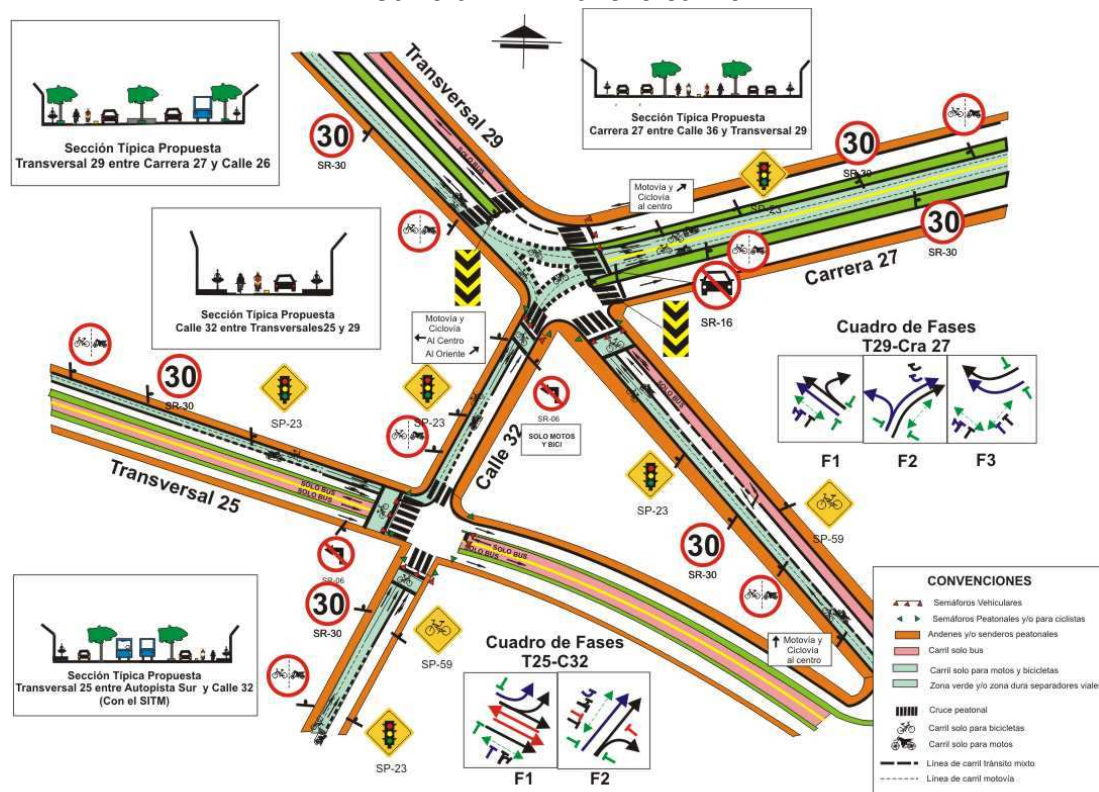 Sección Típica Propuesta
Transversal 29 entre Carrera 27 y Calle 26
Transversal 29
SOLO BUS
30
SR-30
Sección Típica Propuesta
Carrera 27 entre Calle 36 y Transversal 29
Motovía y
Ciclovía
al centro
SP-23
30
SR-30
30
SR-30
Carrera 27
SR-16
Sección Típica Propuesta
Calle 32 entre Transversales25 y 29
Motovía y
Ciclovía
Al Centro
Al Oriente
Cuadro de Fases
T29-Cra 27
F1
F2
F3
30
SR-30
SP-23
SP-23
SR-06
SOLO MOTOS
Y BICI
Calle 32
SOLO BUS
Transversal 25
SOLO BUS
SOLO BUS
SP-23
SP-59
30
SR-30
SOLO BUS
SOLO BUS
SR-06
30
SR-30
SP-59
SP-23
Sección Típica Propuesta
Transversal 25 entre Autopista Sur y Calle 32
(Con el SITM)
Cuadro de Fases
T25-C32
F1
F2
Motovía y
Ciclovía
al centro
CONVENCIONES
Semáforos Vehiculares
Semáforos Peatonales y/o para ciclistas
Andenes y/o senderos peatonales
Carril solo bus
Carril solo para motos y bicicletas
Zona verde y/o zona dura separadores viales
Cruce peatonal
Carril solo para bicicletas
Carril solo para motos
Línea de carril tránsito mixto
Línea de carril motovía